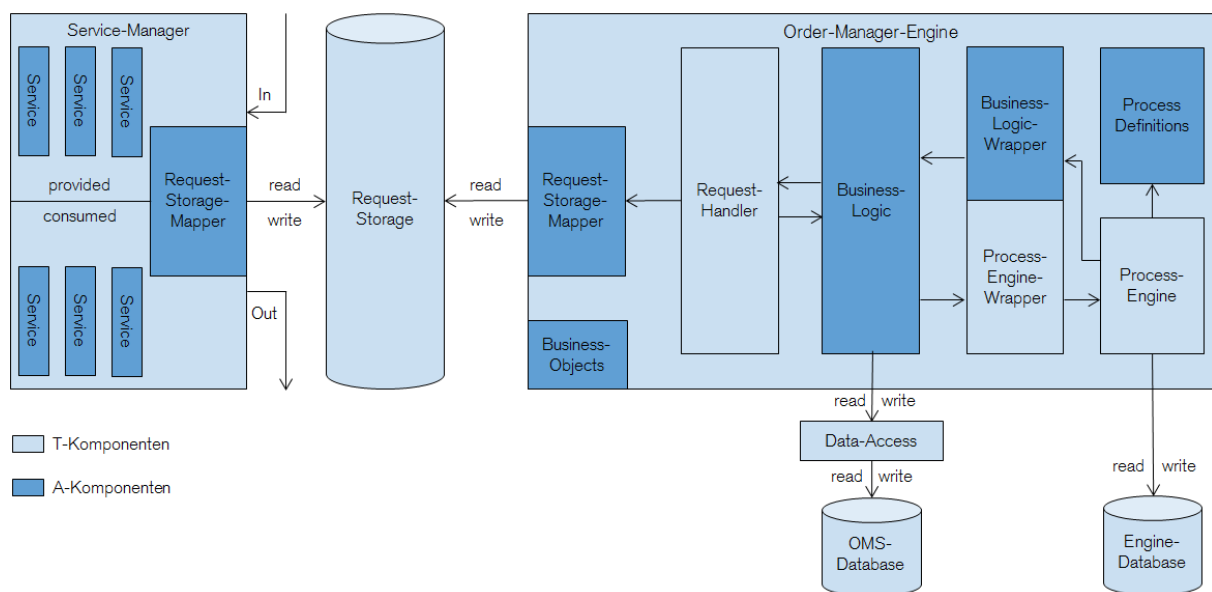 Service-Manager
Service
Service
Service
provided
consumed
Service
Service
Service
Request-
Storage-
Mapper
In
Out
read
write
Request-
Storage
read
write
Order-Manager-Engine
Request-
Storage-
Mapper
Business-
Objects
Request-
Handler
Business-
Logic
Business-
Logic-
Wrapper
Process-
Engine-
Wrapper
Process
Definitions
Process-
Engine
read write
Data-Access
read write
OMS-
Database
read write
Engine-
Database
T-Komponenten
A-Komponenten